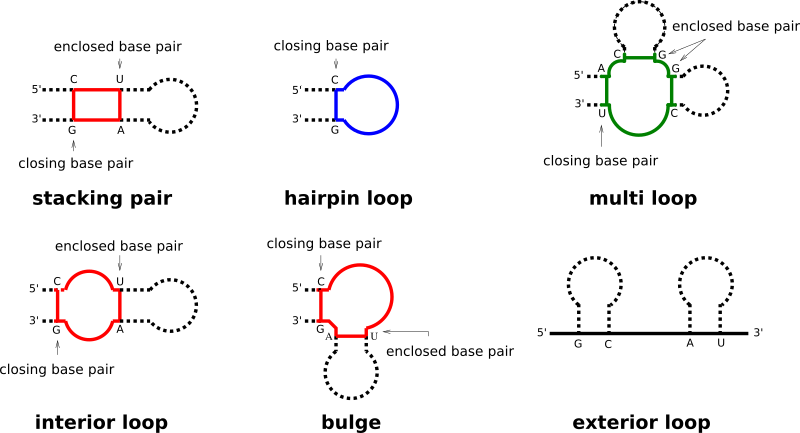 enclosed base pair
C U
5'
3'
G A
closing base pair
stacking pair
closing base pair
C
5'
3'
G
hairpin loop
enclosed base pair
C G
A G
5'
3'
U C
closing base pair
multi loop
enclosed base pair
C U
5'
3'
G A
closing base pair
interior loop
closing base pair
C
5'
3'
G A U
enclosed base pair
bulge
5' 3'
G C A U
exterior loop